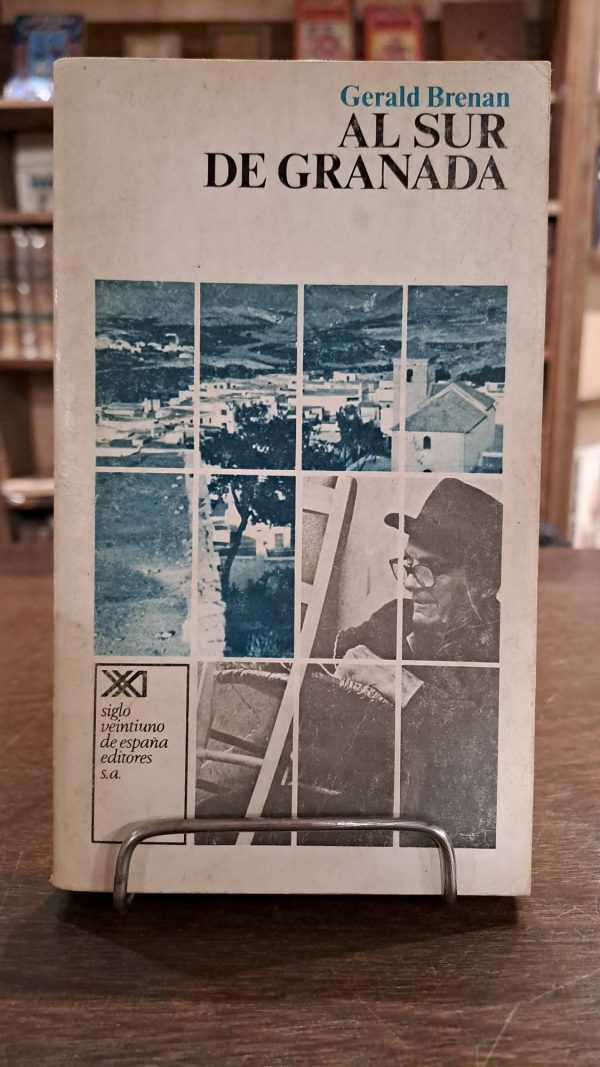 Gerald Brenan
AL SUR
DE GRANADA
XXI
siglo
veintiuno
de españa
editores
s.a.